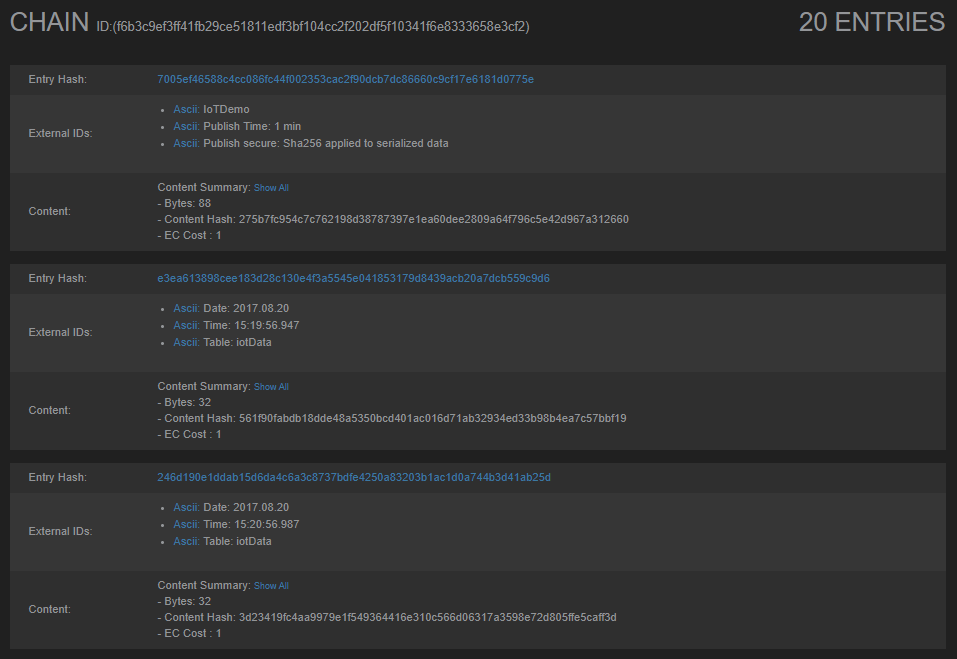 CHAIN ID:(f6b3c9ef3ff41fb29ce51811edf3bf104cc2f202df5f10341f6e8333658e3cf2)
20 ENTRIES
Entry Hash: 7005ef46588c4cc086fc44f002353cac2f90dcb7dc86660c9cf17e6181d0775e
External IDs:
• Ascii: IoTDemo
• Ascii: Publish Time: 1 min
• Ascii: Publish secure: Sha256 applied to serialized data
Content:
Content Summary: Show All
- Bytes: 88
- Content Hash: 275b7fc954c7c762198d38787397e1ea60dee2809a64f796c5e42d967a312660
- EC Cost : 1
Entry Hash: e3ea613898cee183d28c130e4f3a5545e041853179d8439acb20a7dcb559c9d6
External IDs:
• Ascii: Date: 2017.08.20
• Ascii: Time: 15:19:56.947
• Ascii: Table: iotData
Content:
Content Summary: Show All
- Bytes: 32
- Content Hash: 561f90fabdb18dde48a5350bcd401ac016d71ab32934ed33b98b4ea7c57bbf19
- EC Cost : 1
Entry Hash: 246d190e1ddab15d6da4c6a3c8737bdfe4250a83203b1ac1d0a744b3d41ab25d
External IDs:
• Ascii: Date: 2017.08.20
• Ascii: Time: 15:20:56.987
• Ascii: Table: iotData
Content:
Content Summary: Show All
- Bytes: 32
- Content Hash: 3d23419fc4aa9979e1f549364416e310c566d06317a3598e72d805ffe5caff3d
- EC Cost : 1